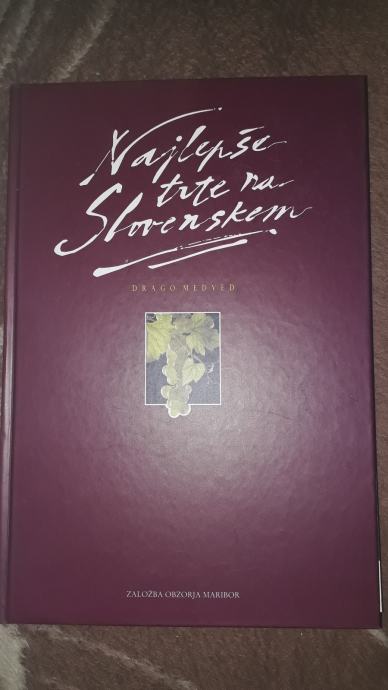 Najlepše
trte na
Slovenskem
DRAGO MEDVED
ZALOŽBA OBZORJA MARIBOR